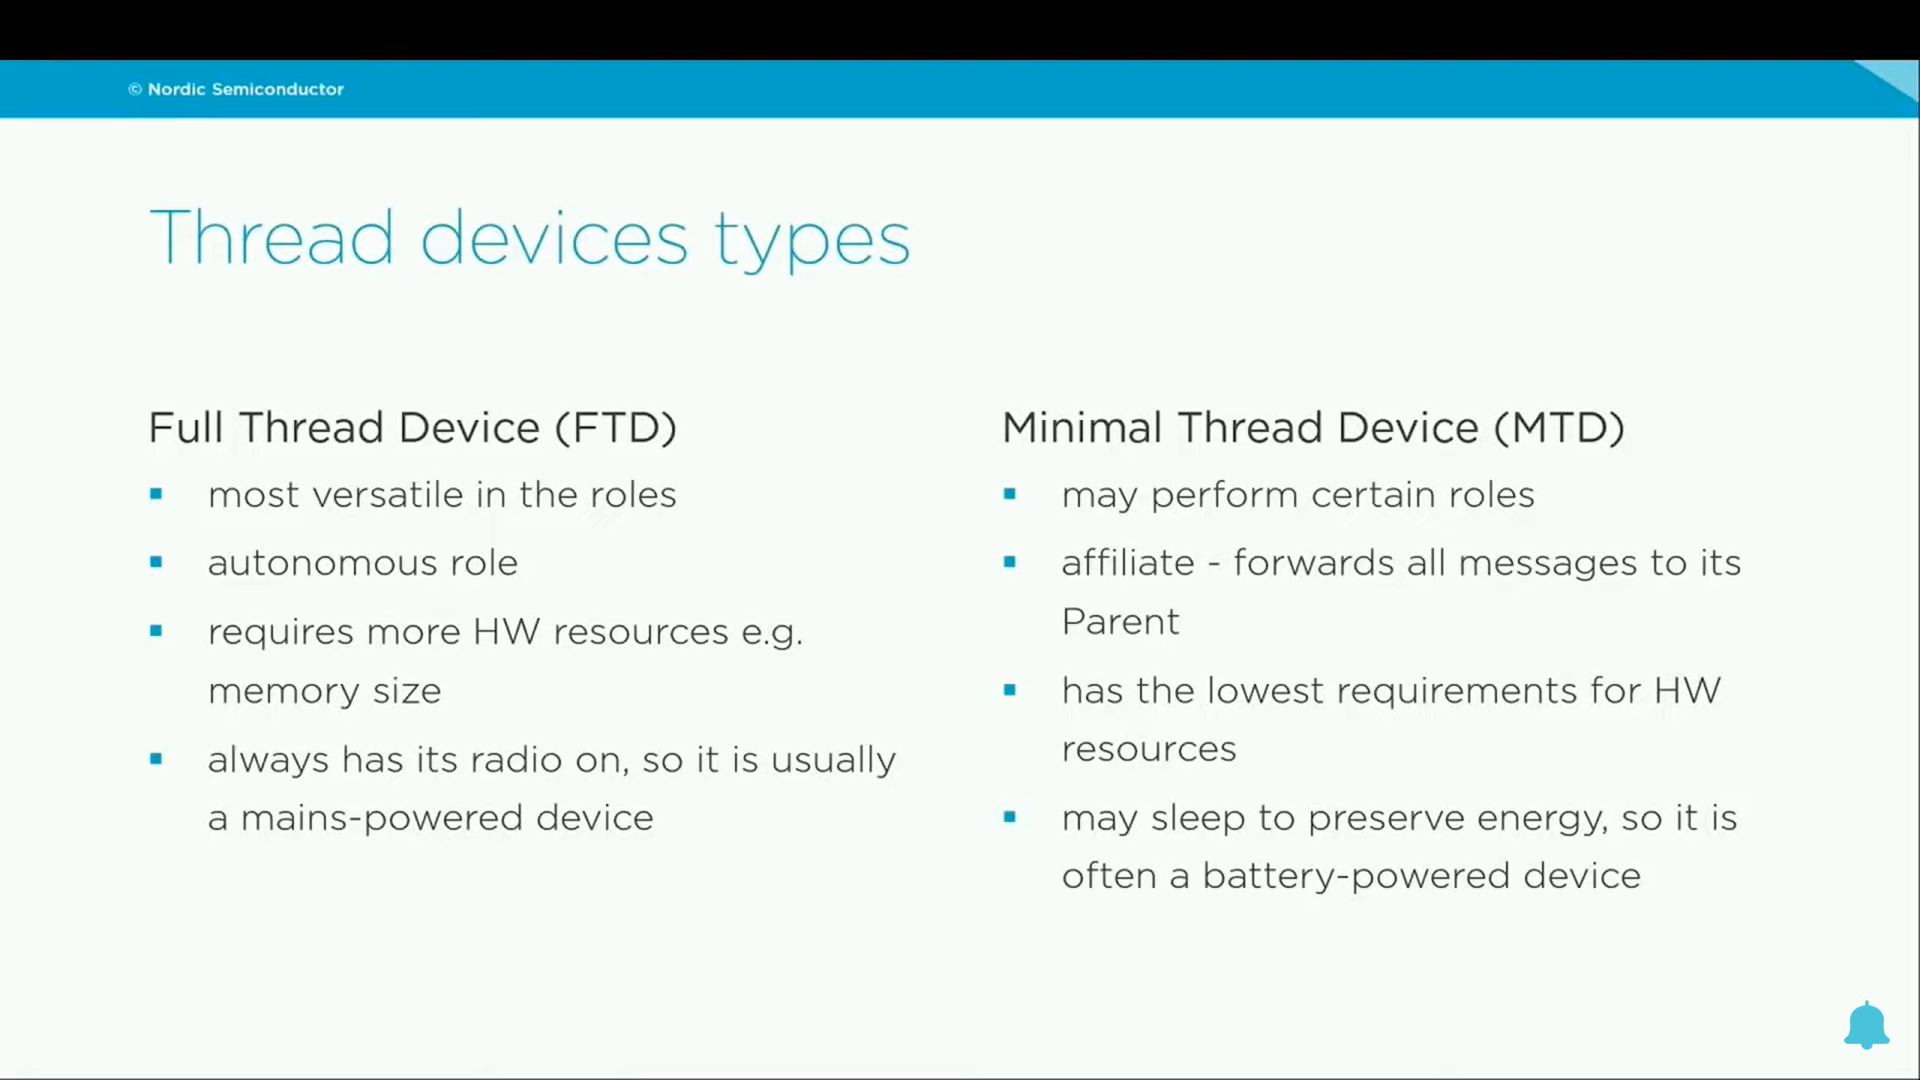 © Nordic Semiconductor
Thread devices types
Full Thread Device (FTD)
most versatile in the roles
autonomous role
requires more HW resources e.g.
memory size
always has its radio on, so it is usually
a mains-powered device
Minimal Thread Device (MTD)
may perform certain roles
affiliate - forwards all messages to its
Parent
has the lowest requirements for HW
resources
may sleep to preserve energy, so it is
often a battery-powered device